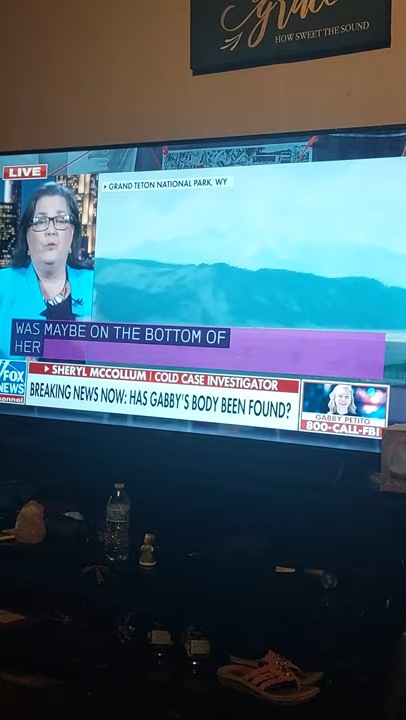 grace
HOW SWEET THE SOUND
LIVE
GRAND TETON NATIONAL PARK, WY
WAS MAYBE ON THE BOTTOM OF
HER
FOX
NEWS
channel
SHERYL MCCOLLUM | COLD CASE INVESTIGATOR
BREAKING NEWS NOW: HAS GABBY'S BODY BEEN FOUND?
GABBY PETITO
800-CALL-FBI